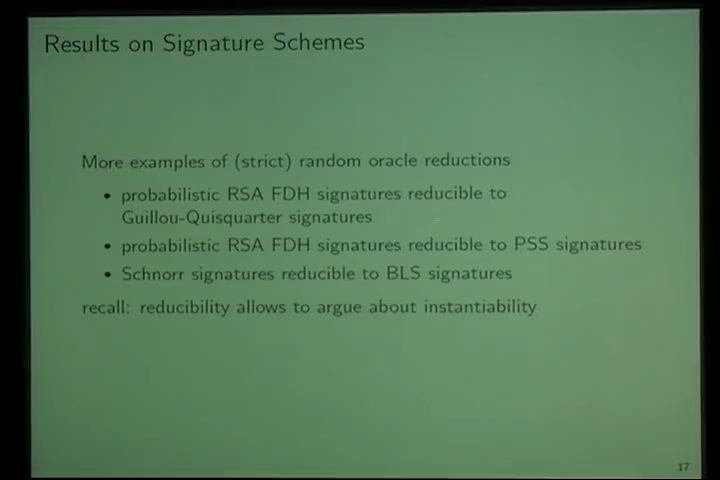 Results on Signature Schemes
More examples of (strict) random oracle reductions
• probabilistic RSA FDH signatures reducible to
Guillou-Quisquarter signatures
• probabilistic RSA FDH signatures reducible to PSS signatures
• Schnorr signatures reducible to BLS signatures
recall: reducibility allows to argue about instantiability
17